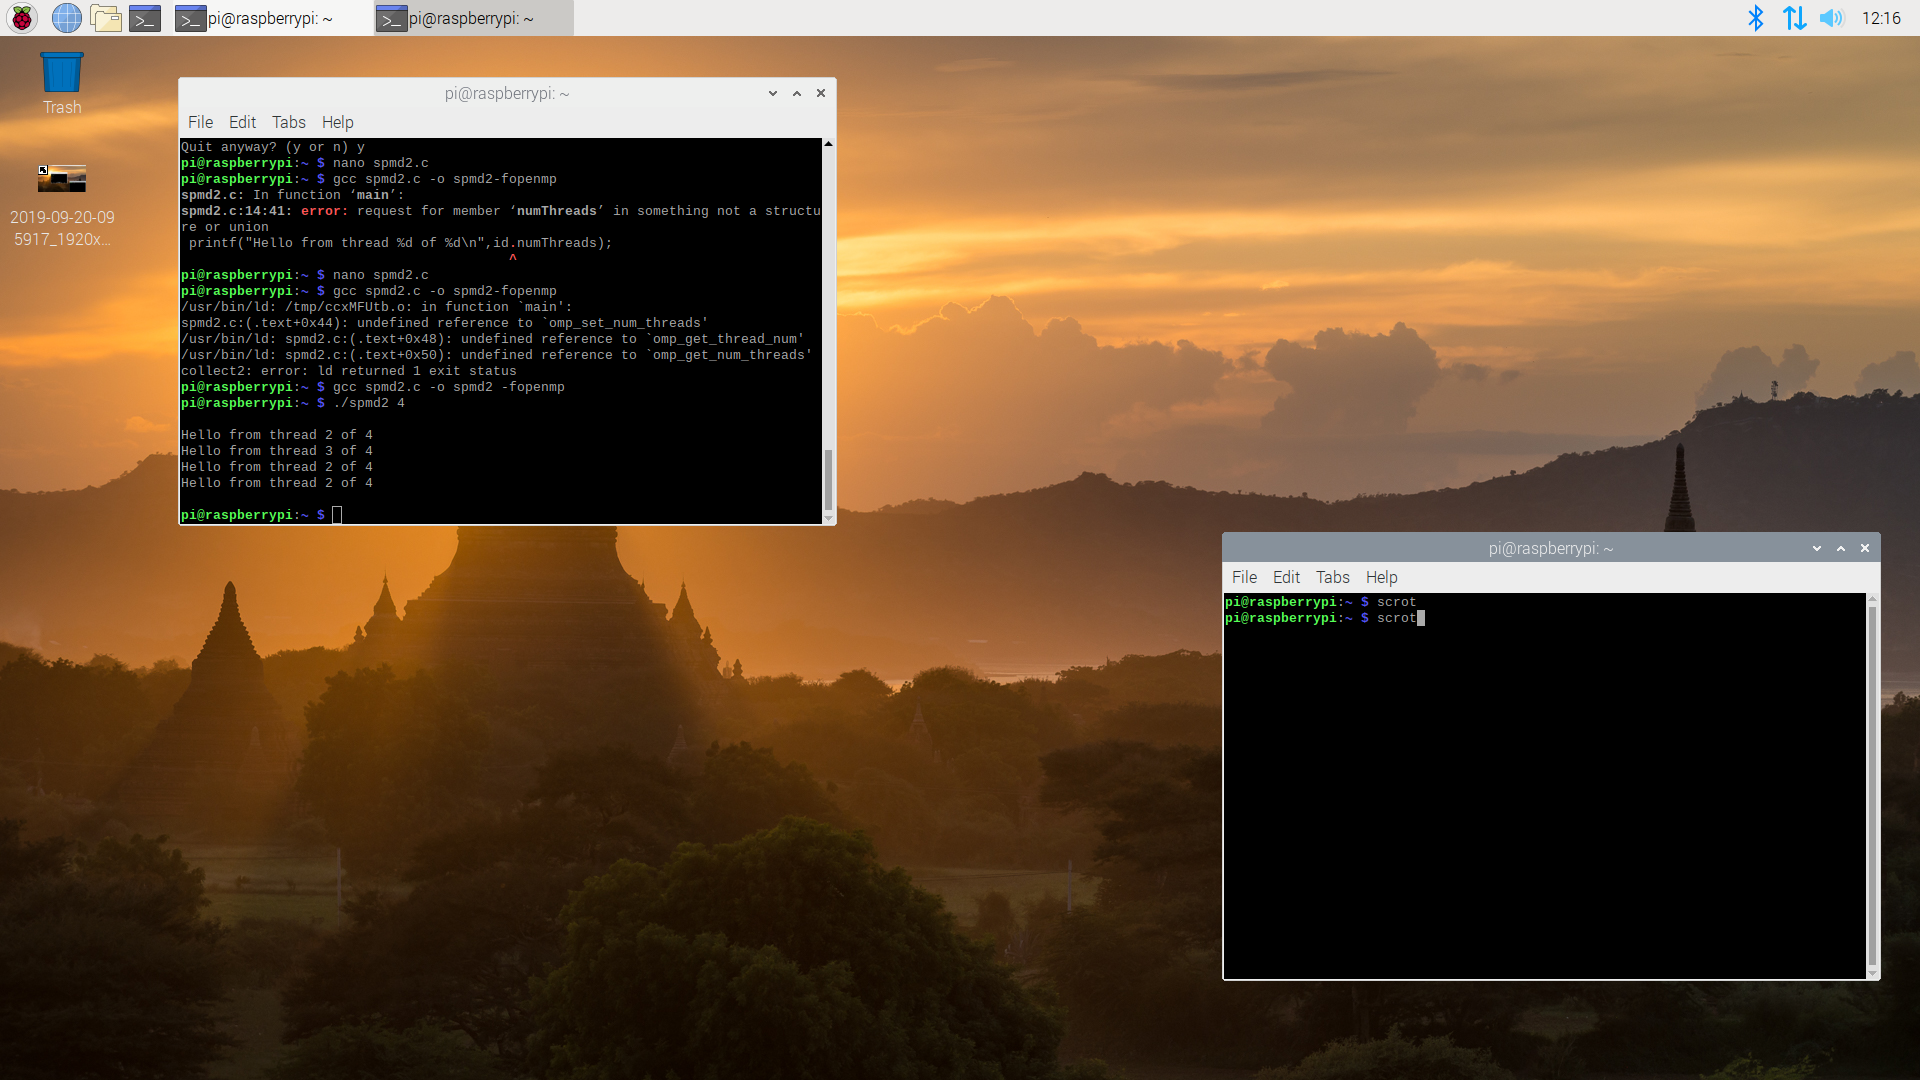 pi@raspberrypi: ~
pi@raspberrypi: ~
12:16
Trash
2019-09-20-09
5917_1920x...
pi@raspberrypi: ~
File Edit Tabs Help
Quit anyway? (y or n) y
pi@raspberrypi:~ $ nano spmd2.c
pi@raspberrypi:~ $ gcc spmd2.c -o spmd2-fopenmp
spmd2.c: In function ‘main’:
spmd2.c:14:41: error: request for member ‘numThreads’ in something not a structu
re or union
printf("Hello from thread %d of %d\n",id.numThreads);
^
pi@raspberrypi:~ $ nano spmd2.c
pi@raspberrypi:~ $ gcc spmd2.c -o spmd2-fopenmp
/usr/bin/ld: /tmp/ccxMFUtb.o: in function `main':
spmd2.c:(.text+0x44): undefined reference to `omp_set_num_threads'
/usr/bin/ld: spmd2.c:(.text+0x48): undefined reference to `omp_get_thread_num'
/usr/bin/ld: spmd2.c:(.text+0x50): undefined reference to `omp_get_num_threads'
collect2: error: ld returned 1 exit status
pi@raspberrypi:~ $ gcc spmd2.c -o spmd2 -fopenmp
pi@raspberrypi:~ $ ./spmd2 4
Hello from thread 2 of 4
Hello from thread 3 of 4
Hello from thread 2 of 4
Hello from thread 2 of 4
pi@raspberrypi:~ $
pi@raspberrypi: ~
File Edit Tabs Help
pi@raspberrypi:~ $ scrot
pi@raspberrypi:~ $ scrot